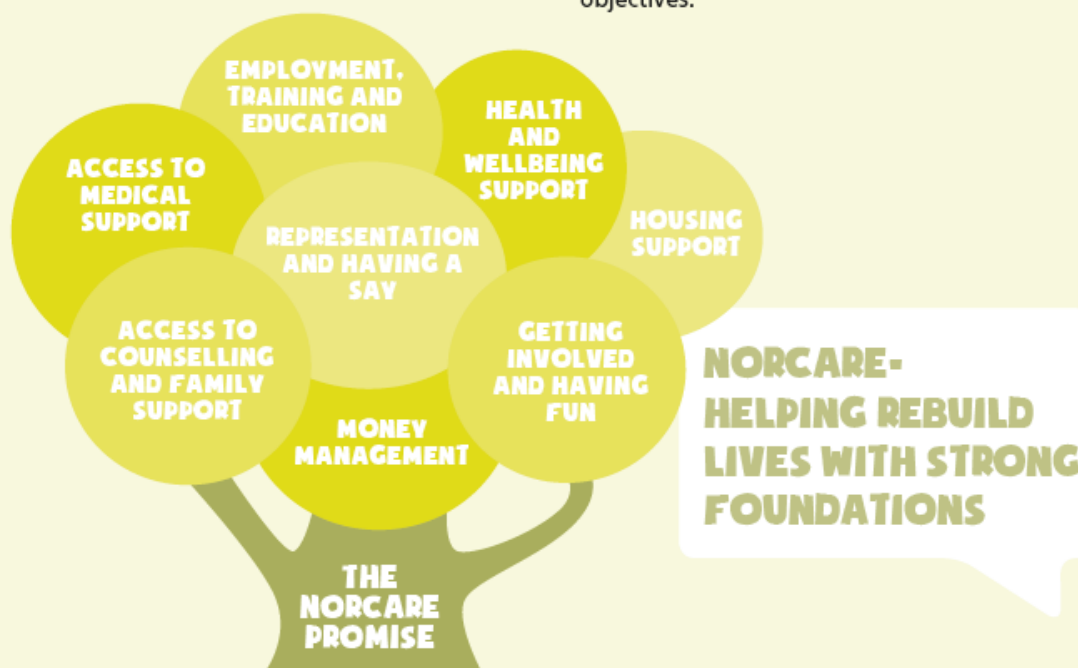 objectives.
EMPLOYMENT,
TRAINING AND
EDUCATION
HEALTH
AND
WELLBEING
SUPPORT
ACCESS TO
MEDICAL
SUPPORT
HOUSING
SUPPORT
REPRESENTATION
AND HAVING A
SAY
ACCESS TO
COUNSELLING
AND FAMILY
SUPPORT
GETTING
INVOLVED
AND HAVING
FUN
MONEY
MANAGEMENT
NORCARE-
HELPING REBUILD
LIVES WITH STRONG
FOUNDATIONS
THE
NORCARE
PROMISE